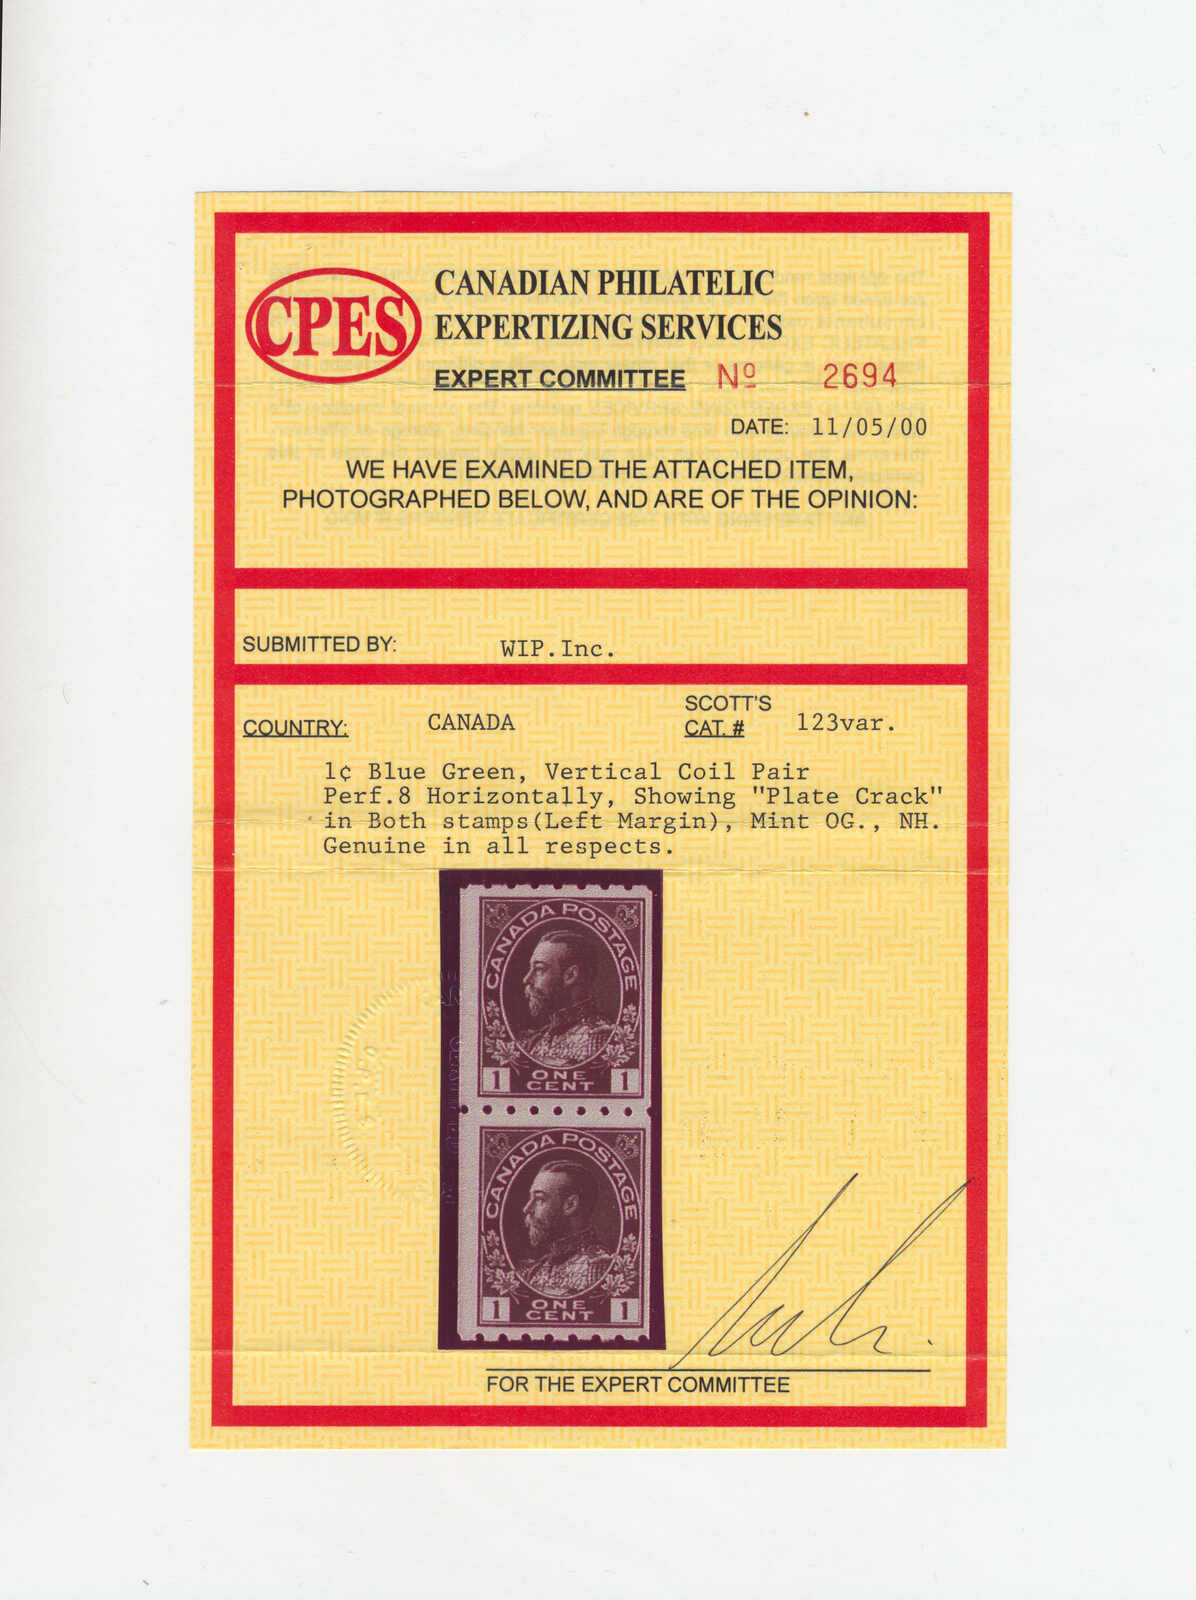 CPES
CANADIAN PHILATELIC
EXPERTIZING SERVICES
EXPERT COMMITTEE Nº 2694
DATE: 11/05/00
WE HAVE EXAMINED THE ATTACHED ITEM,
PHOTOGRAPHED BELOW, AND ARE OF THE OPINION:
SUBMITTED BY: WIP.Inc.
COUNTRY: CANADA SCOTT'S CAT. # 123var.
1¢ Blue Green, Vertical Coil Pair
Perf.8 Horizontally, Showing "Plate Crack"
in Both stamps(Left Margin), Mint OG., NH.
Genuine in all respects.
CANADA POSTAGE
1 ONE CENT 1
CANADA POSTAGE
1 ONE CENT 1
FOR THE EXPERT COMMITTEE